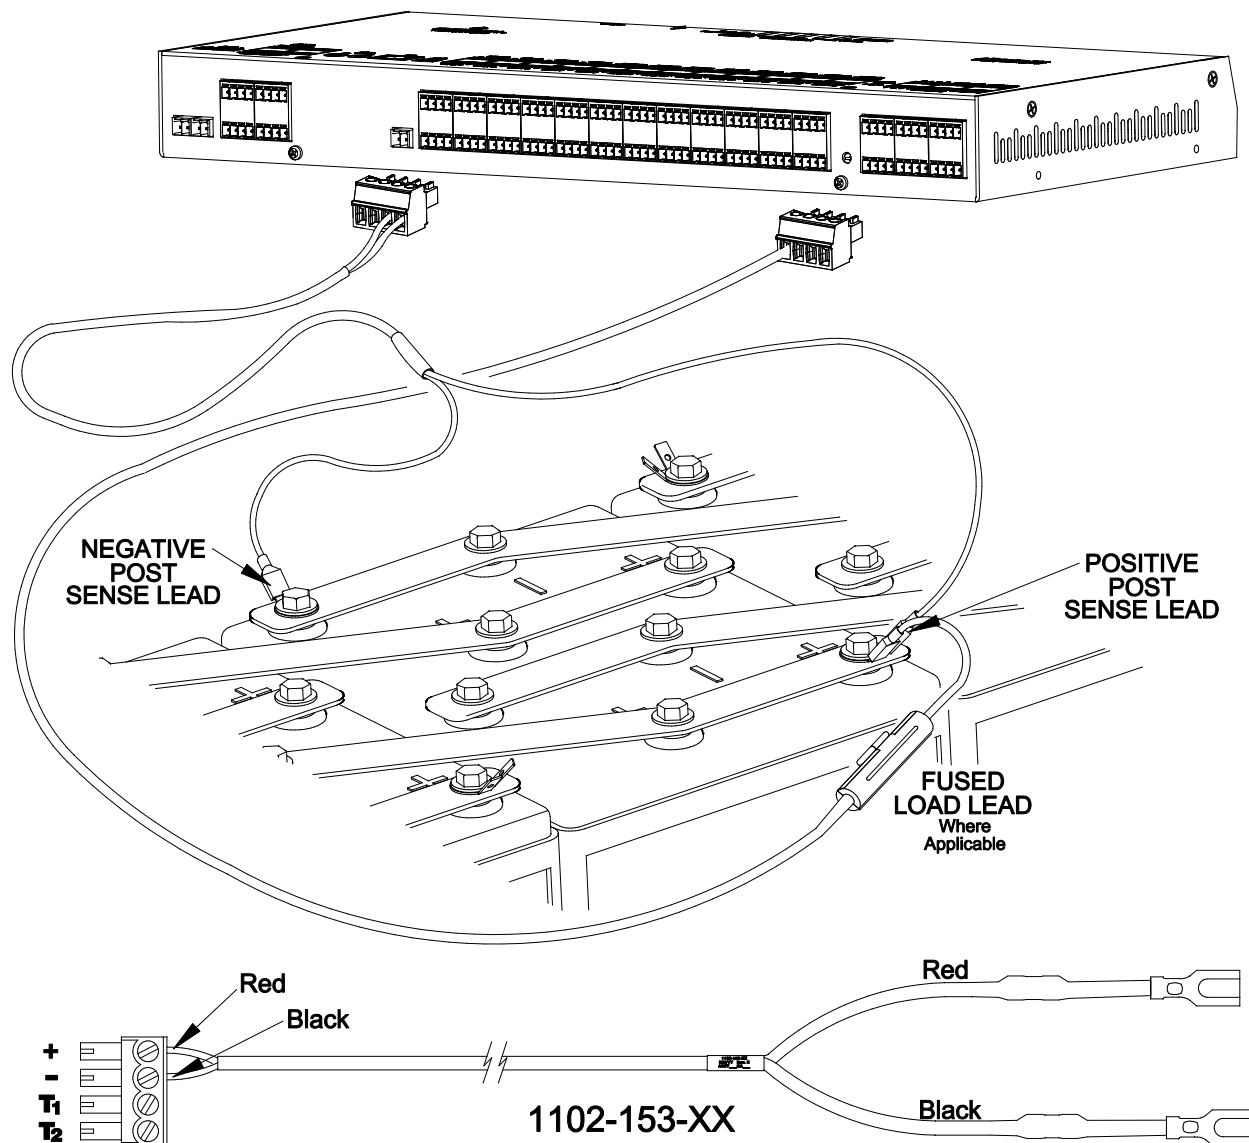 NEGATIVE
POST
SENSE LEAD
POSITIVE
POST
SENSE LEAD
FUSED
LOAD LEAD
Where
Applicable
Red
Black
+
-
T1
T2
1102-153-XX
Red
Black